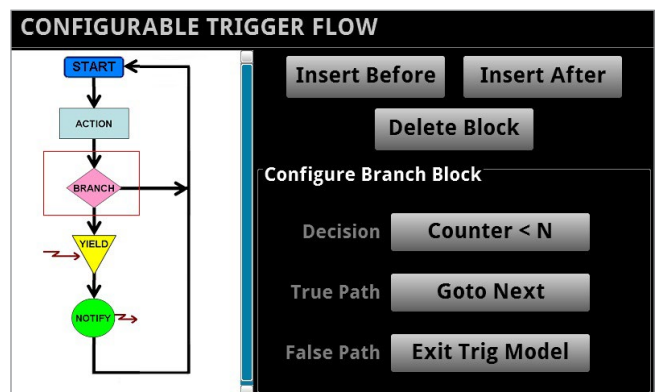 CONFIGURABLE TRIGGER FLOW
START
ACTION
BRANCH
YIELD
NOTIFY
Insert Before Insert After
Delete Block
Configure Branch Block
Decision Counter < N
True Path Goto Next
False Path Exit Trig Model